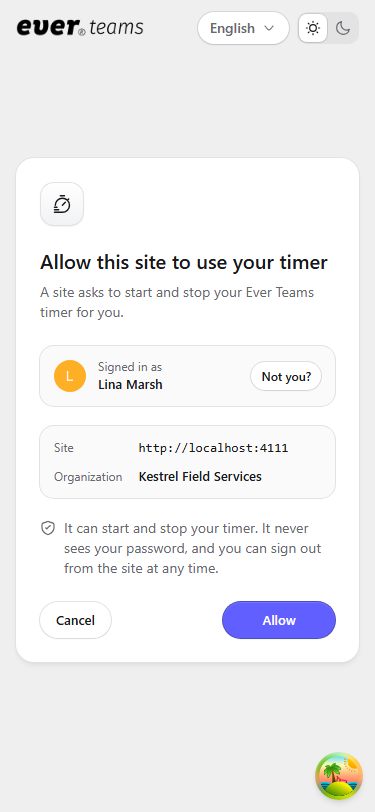 ever® teams
English
Allow this site to use your timer
A site asks to start and stop your Ever Teams
timer for you.
L
Signed in as
Lina Marsh
Not you?
Site
http://localhost:4111
Organization
Kestrel Field Services
It can start and stop your timer. It never
sees your password, and you can sign out
from the site at any time.
Cancel
Allow